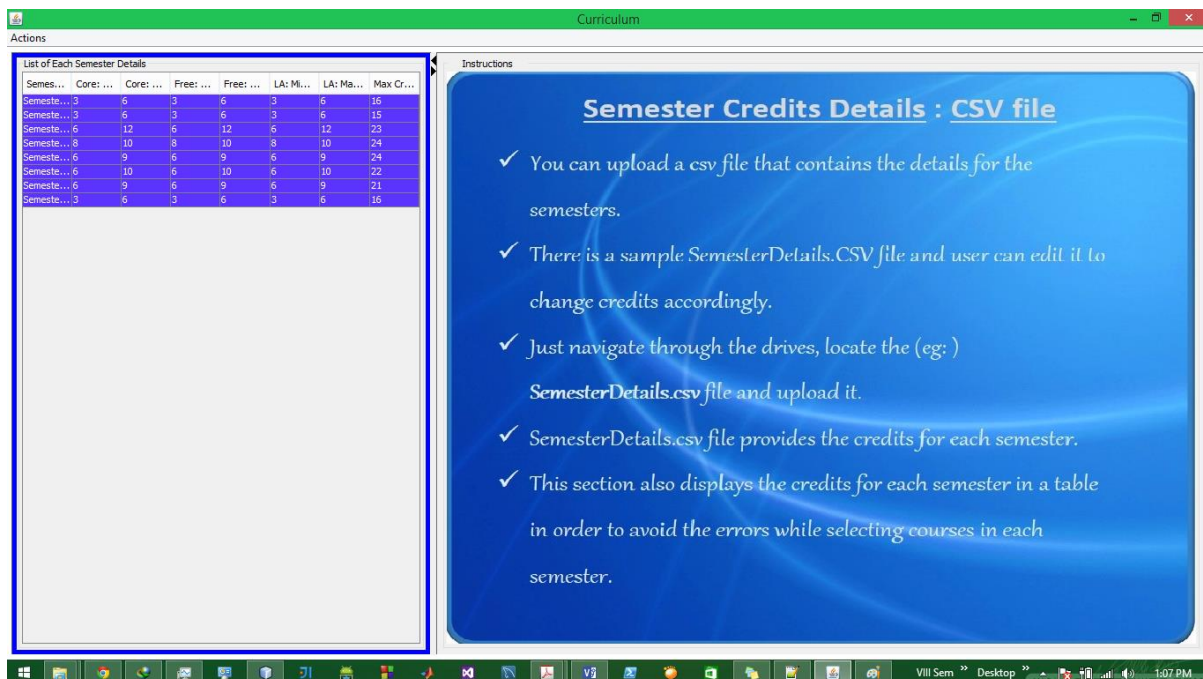 Curriculum
Actions
List of Each Semester Details
Semes... Core: ... Core: ... Free: ... Free: ... LA: Mi... LA: Ma... Max Cr...
Semeste... 3 6 3 6 3 6 16
Semeste... 3 6 3 6 3 6 15
Semeste... 6 12 6 12 6 12 23
Semeste... 8 10 8 10 8 10 24
Semeste... 6 9 6 9 6 9 24
Semeste... 6 10 6 10 6 10 22
Semeste... 6 9 6 9 6 9 21
Semeste... 3 6 3 6 3 6 16
Instructions
Semester Credits Details : CSV file
✓ You can upload a csv file that contains the details for the
semesters.
✓ There is a sample SemesterDetails.CSV file and user can edit it to
change credits accordingly.
✓ Just navigate through the drives, locate the (eg: )
SemesterDetails.csv file and upload it.
✓ SemesterDetails.csv file provides the credits for each semester.
✓ This section also displays the credits for each semester in a table
in order to avoid the errors while selecting courses in each
semester.
VIII Sem » Desktop » 1:07 PM